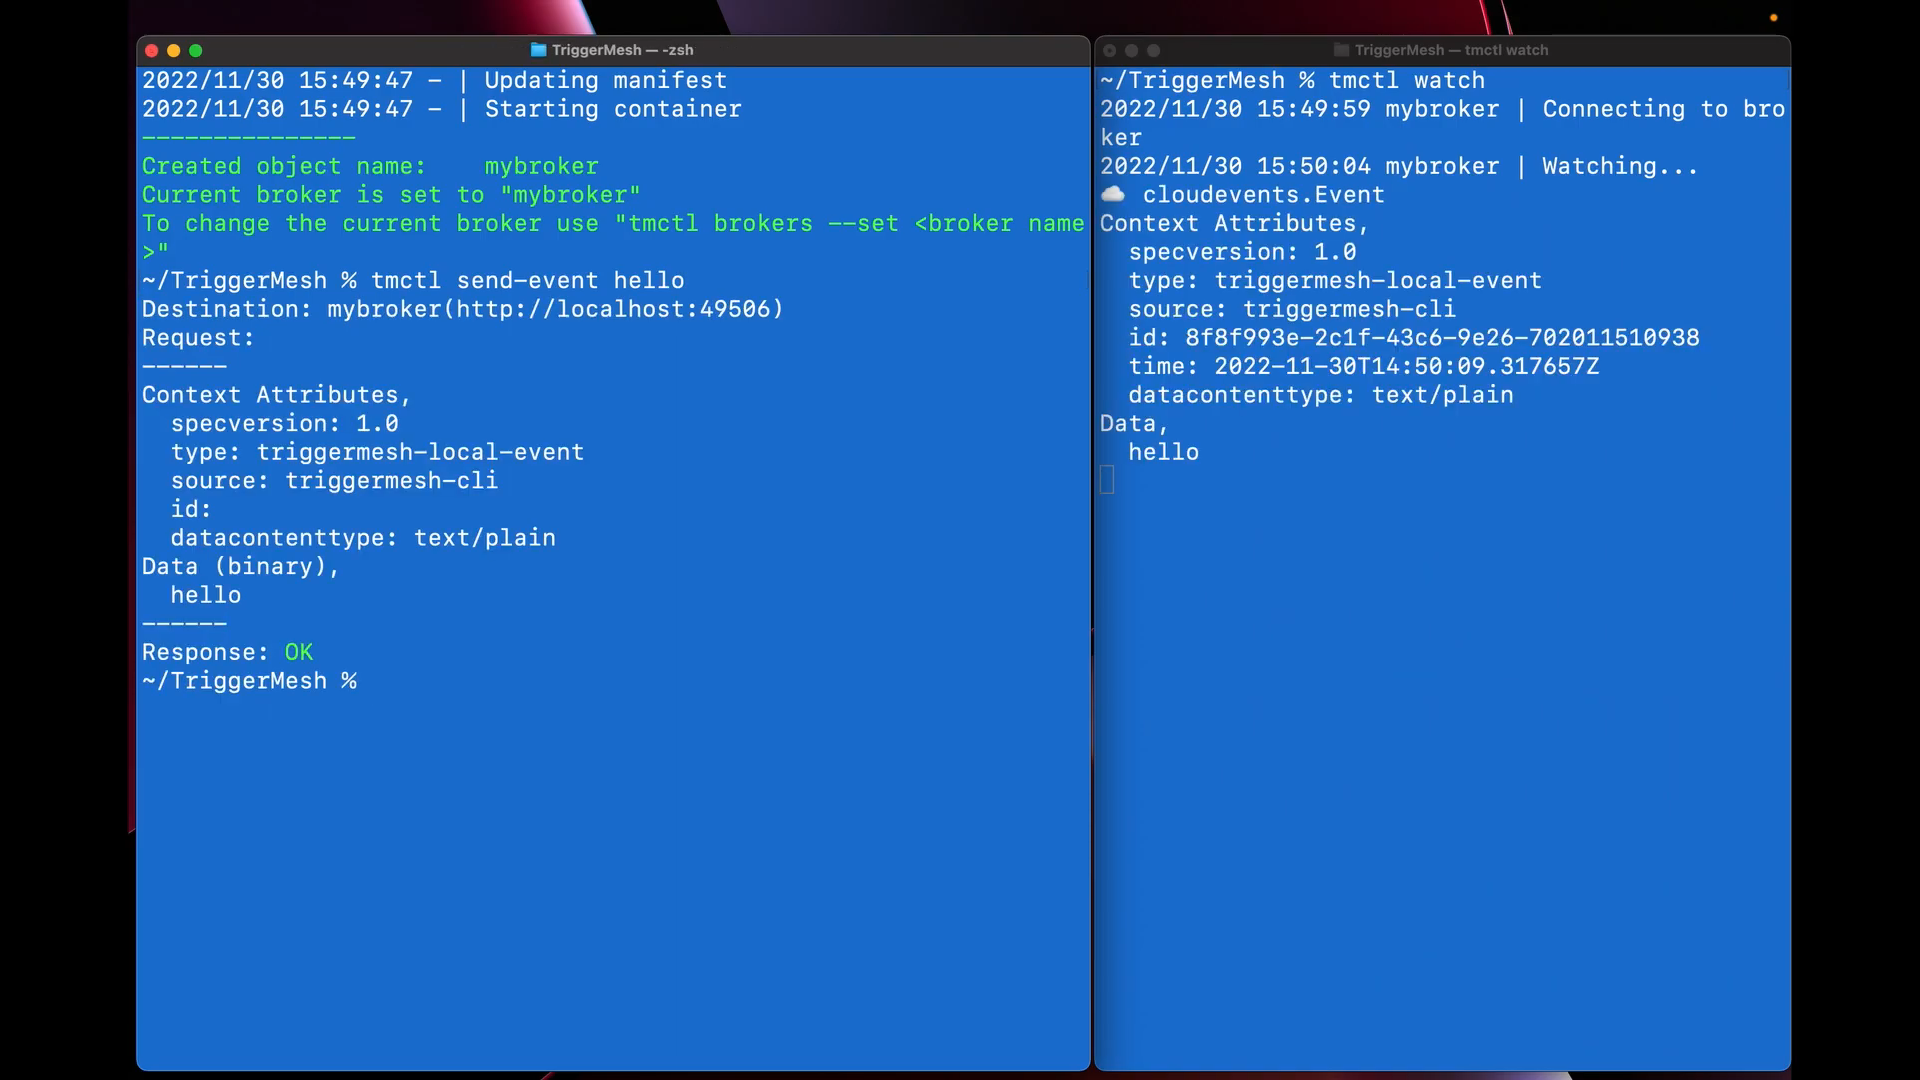 TriggerMesh — -zsh
2022/11/30 15:49:47 - | Updating manifest
2022/11/30 15:49:47 - | Starting container
---------------
Created object name:    mybroker
Current broker is set to "mybroker"
To change the current broker use "tmctl brokers --set <broker name
>"
~/TriggerMesh % tmctl send-event hello
Destination: mybroker(http://localhost:49506)
Request:
------
Context Attributes,
  specversion: 1.0
  type: triggermesh-local-event
  source: triggermesh-cli
  id:
  datacontenttype: text/plain
Data (binary),
  hello
------
Response: OK
~/TriggerMesh %
TriggerMesh — tmctl watch
~/TriggerMesh % tmctl watch
2022/11/30 15:49:59 mybroker | Connecting to bro
ker
2022/11/30 15:50:04 mybroker | Watching...
☁️ cloudevents.Event
Context Attributes,
  specversion: 1.0
  type: triggermesh-local-event
  source: triggermesh-cli
  id: 8f8f993e-2c1f-43c6-9e26-702011510938
  time: 2022-11-30T14:50:09.317657Z
  datacontenttype: text/plain
Data,
  hello